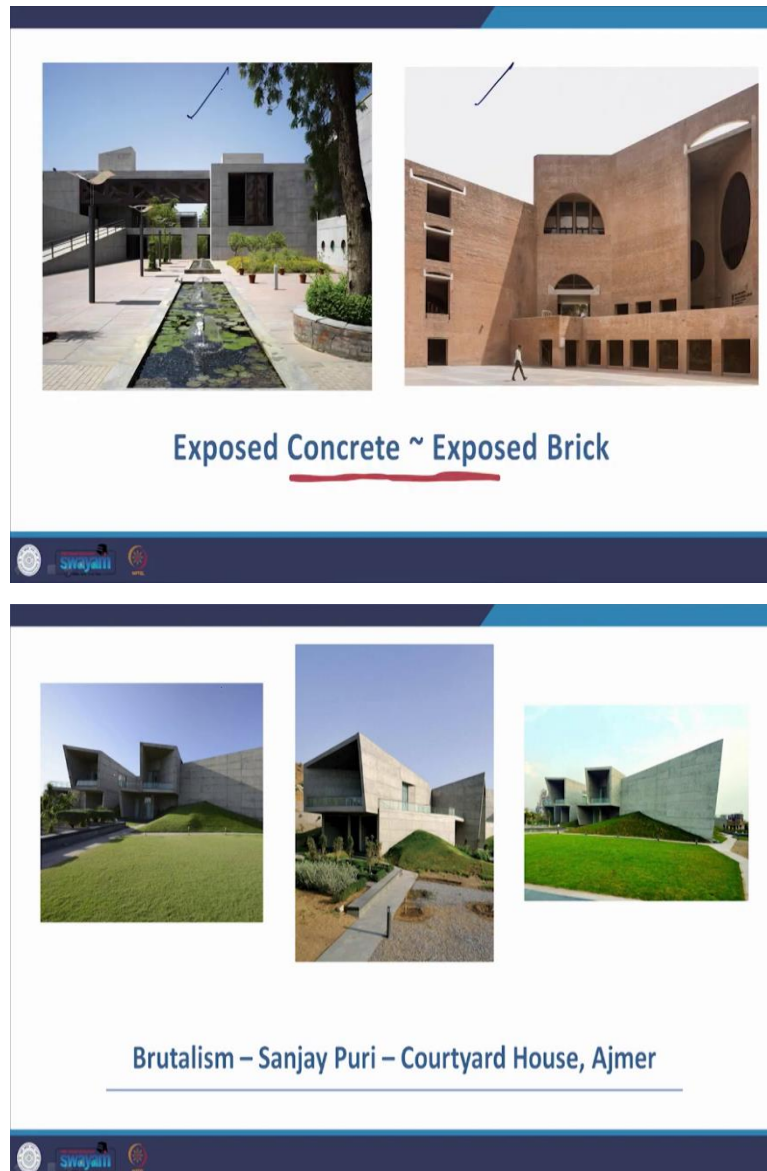 Exposed Concrete ~ Exposed Brick
swayam
Brutalism – Sanjay Puri – Courtyard House, Ajmer
swayam